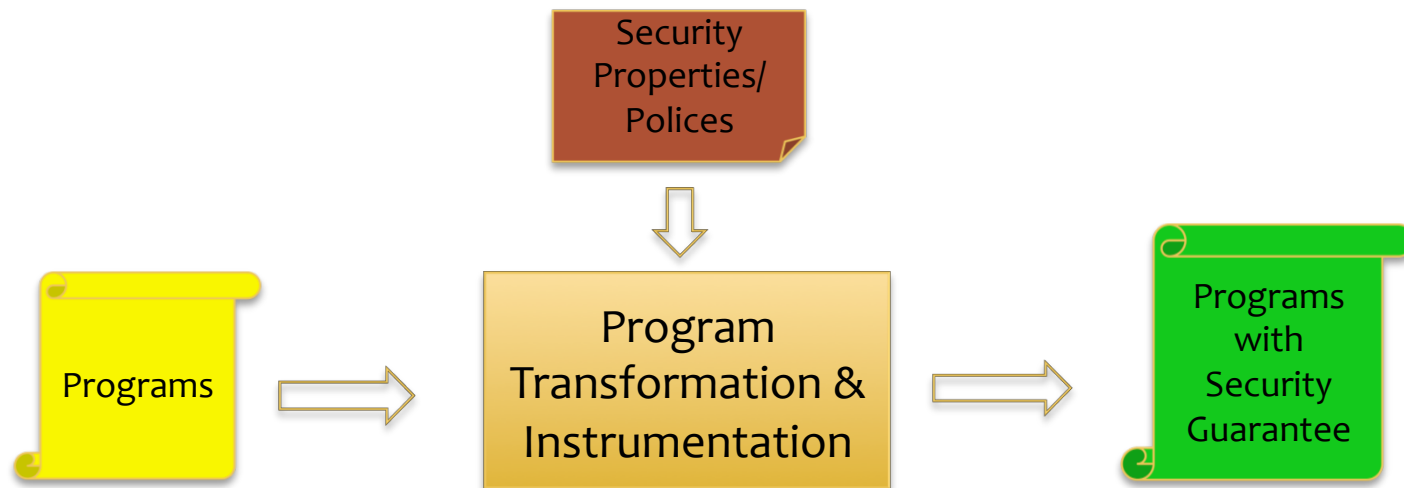 Security
Properties/
Polices
Programs
Program
Transformation &
Instrumentation
Programs
with
Security
Guarantee